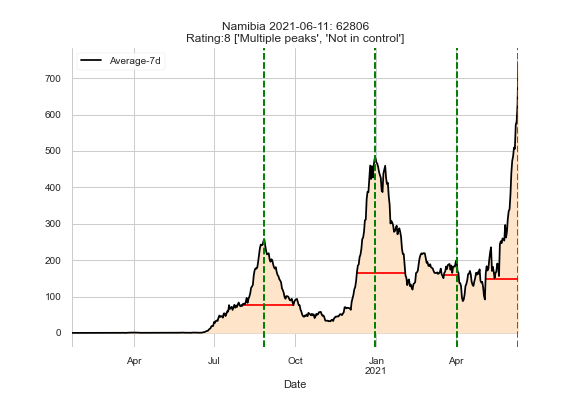 Namibia 2021-06-11: 62806
Rating:8 ['Multiple peaks', 'Not in control']
Average-7d
700
600
500
400
300
200
100
0
Apr
Jul
Oct
Jan
2021
Apr
Date